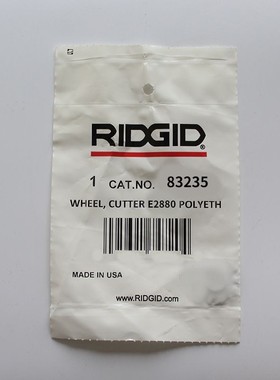 RIDGID
1 CAT.NO. 83235
WHEEL, CUTTER E2880 POLYETH
MADE IN USA
www.RIDGID.com